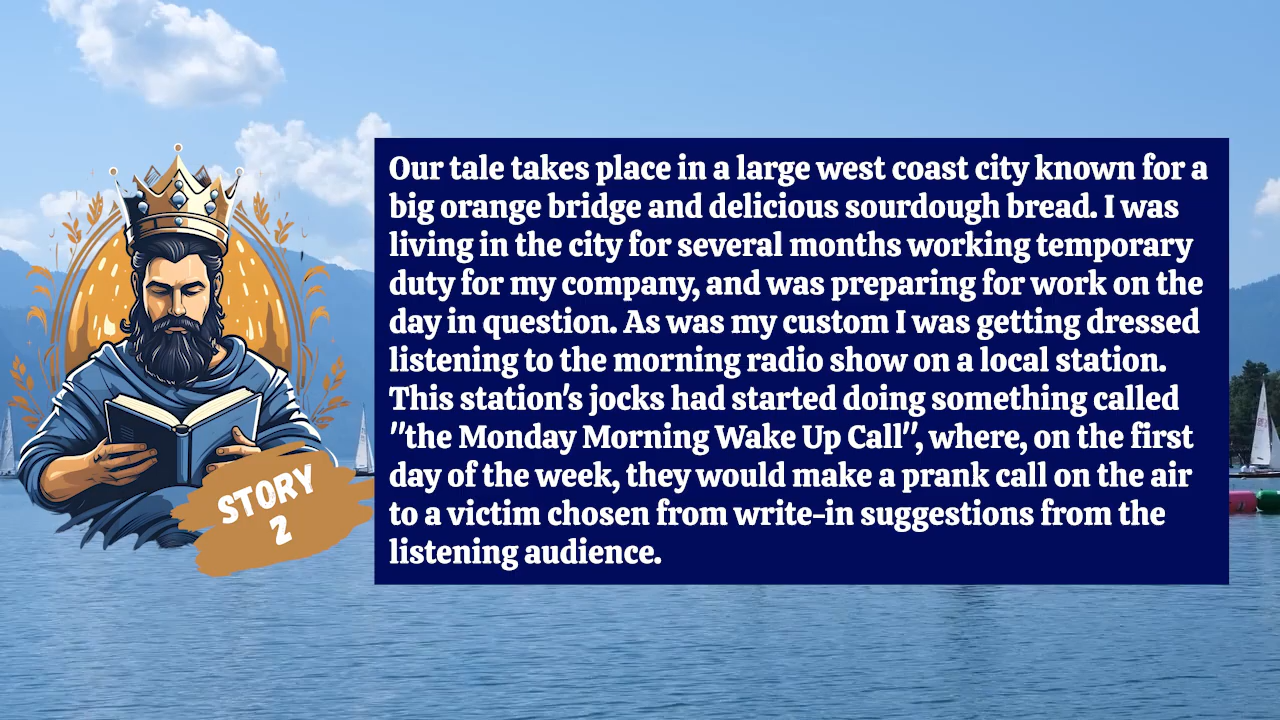 Our tale takes place in a large west coast city known for a
big orange bridge and delicious sourdough bread. I was
living in the city for several months working temporary
duty for my company, and was preparing for work on the
day in question. As was my custom I was getting dressed
listening to the morning radio show on a local station.
This station's jocks had started doing something called
"the Monday Morning Wake Up Call", where, on the first
day of the week, they would make a prank call on the air
to a victim chosen from write-in suggestions from the
listening audience.
STORY
2